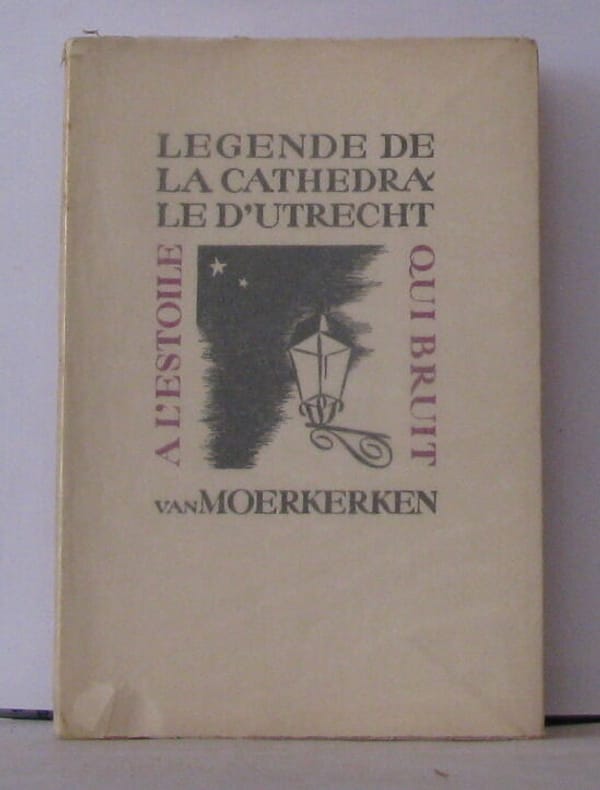 LEGENDE DE
LA CATHEDRA-
LE D'UTRECHT
A L'ESTOILE
QUI BRUIT
VAN MOERKERKEN